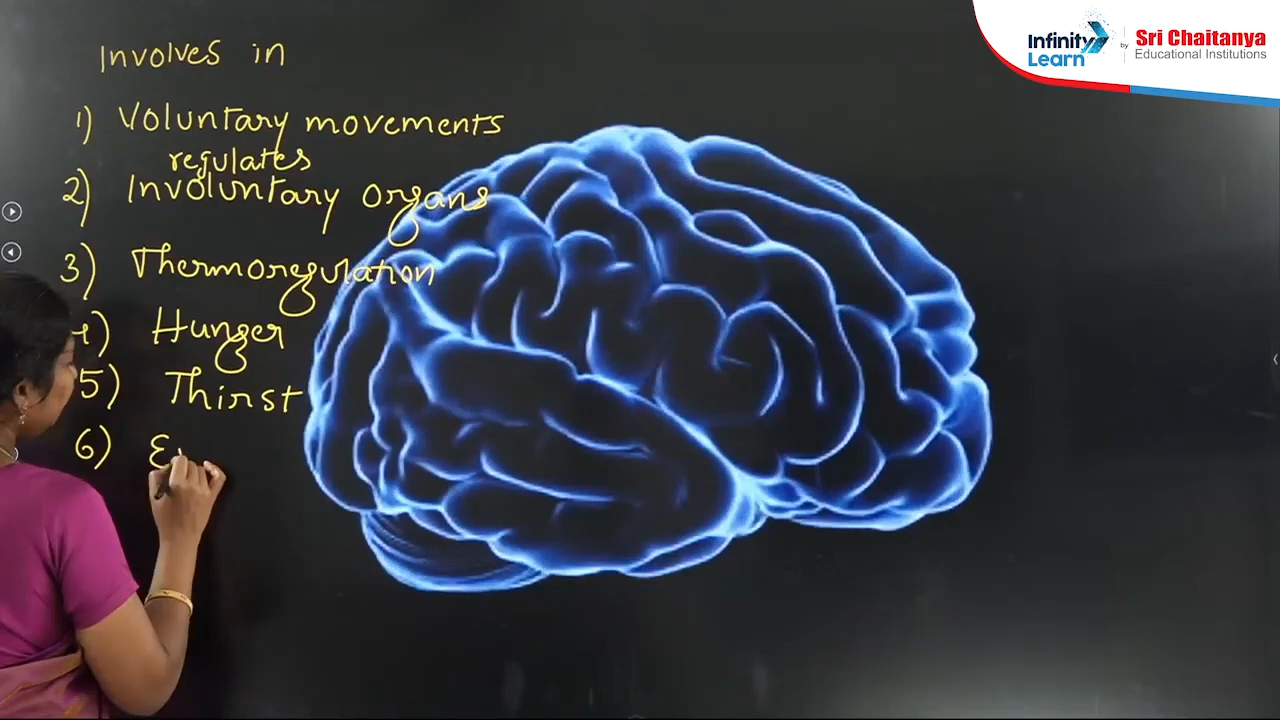 Involves in
1) Voluntary movements
regulates
2) Involuntary organs
3) Thermoregulation
4) Hunger
5) Thirst
6) E
Infinity Learn by Sri Chaitanya
Educational Institutions